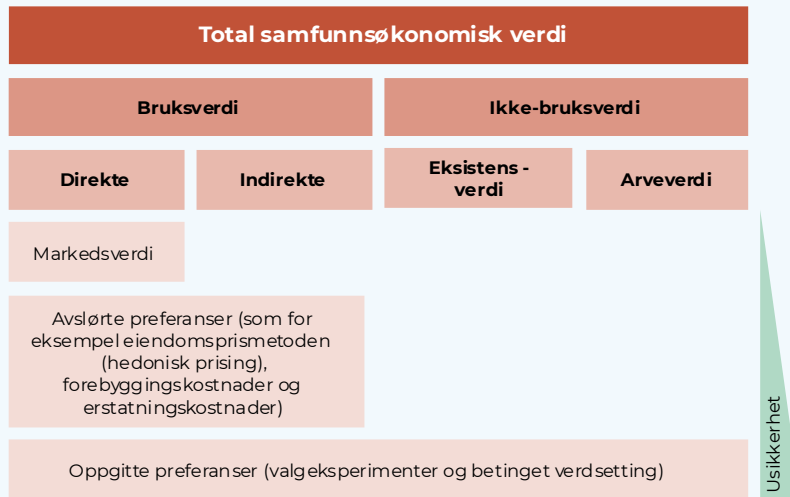 Total samfunnsøkonomisk verdi
Bruksverdi
Ikke-bruksverdi
Direkte
Indirekte
Eksistens -
verdi
Arveverdi
Markedsverdi
Avslørte preferanser (som for
eksempel eiendomsprismetoden
(hedonisk prising),
forebyggingskostnader og
erstatningskostnader)
Oppgitte preferanser (valgeksperimenter og betinget verdsetting)
Usikkerhet